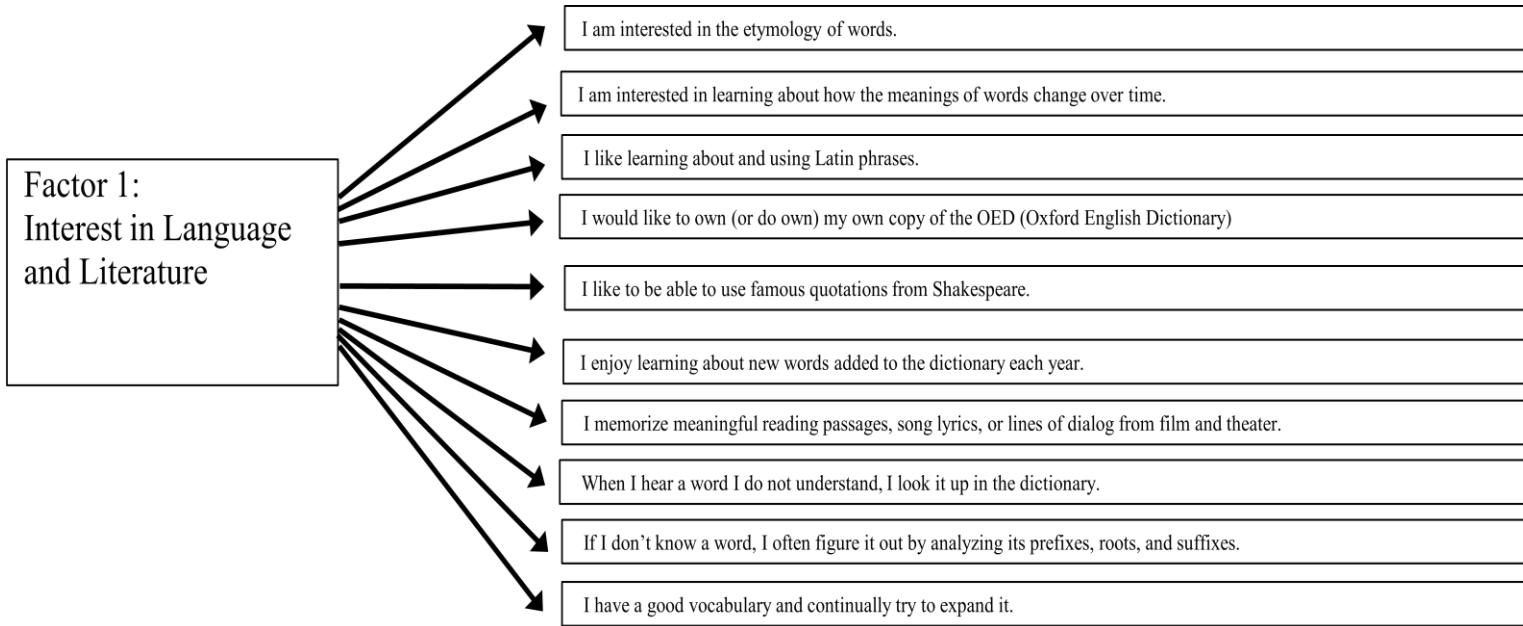 Factor 1:
Interest in Language
and Literature
I am interested in the etymology of words.
I am interested in learning about how the meanings of words change over time.
I like learning about and using Latin phrases.
I would like to own (or do own) my own copy of the OED (Oxford English Dictionary)
I like to be able to use famous quotations from Shakespeare.
I enjoy learning about new words added to the dictionary each year.
I memorize meaningful reading passages, song lyrics, or lines of dialog from film and theater.
When I hear a word I do not understand, I look it up in the dictionary.
If I don’t know a word, I often figure it out by analyzing its prefixes, roots, and suffixes.
I have a good vocabulary and continually try to expand it.